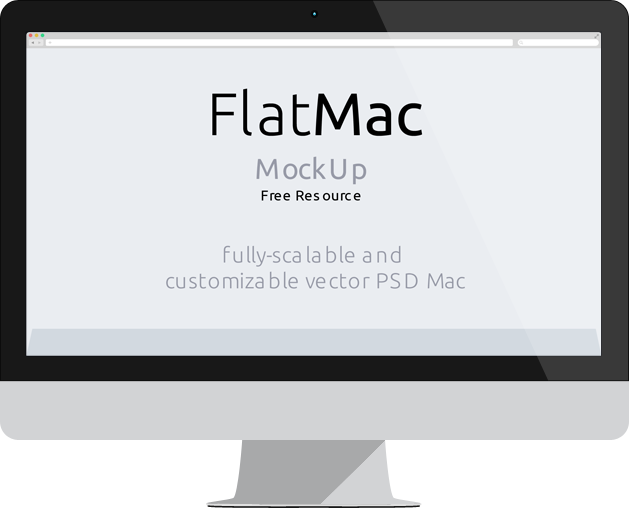 FlatMac
MockUp
Free Resource
fully-scalable and
customizable vector PSD Mac